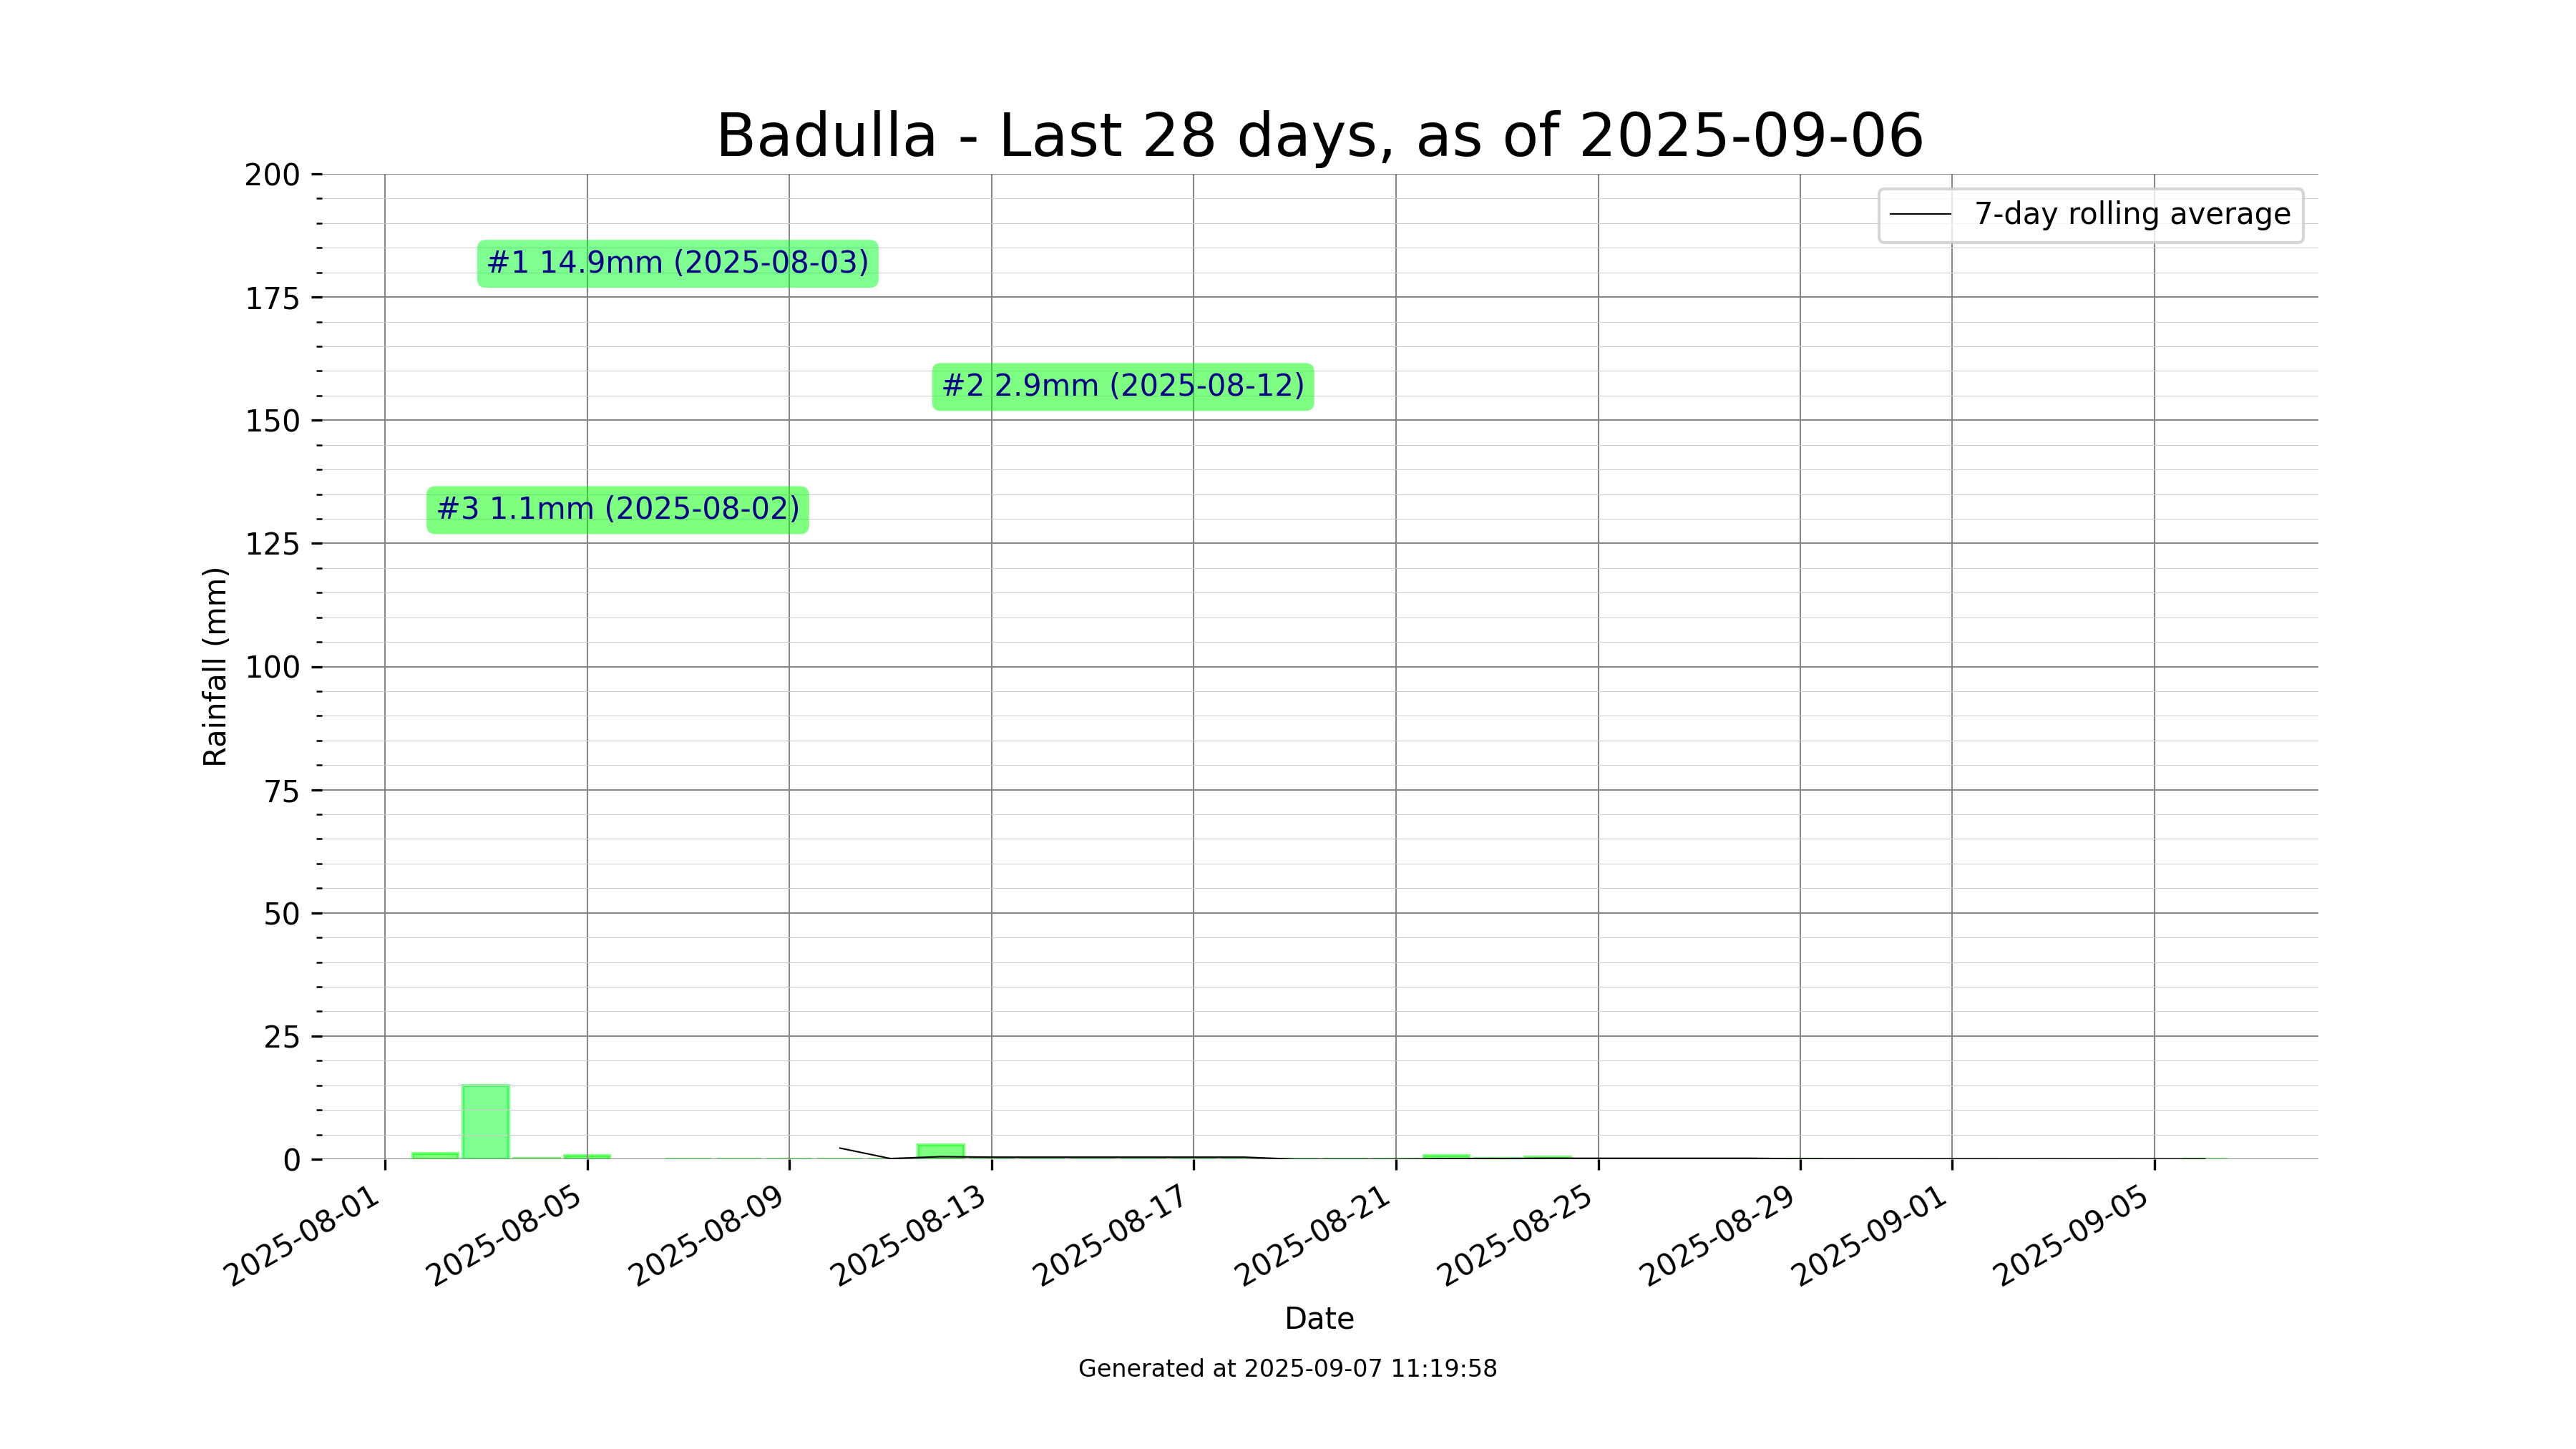 Badulla - Last 28 days, as of 2025-09-06
7-day rolling average
#1 14.9mm (2025-08-03)
#2 2.9mm (2025-08-12)
#3 1.1mm (2025-08-02)
Rainfall (mm)
200
175
150
125
100
75
50
25
0
2025-08-01
2025-08-05
2025-08-09
2025-08-13
2025-08-17
2025-08-21
2025-08-25
2025-08-29
2025-09-01
2025-09-05
Date
Generated at 2025-09-07 11:19:58